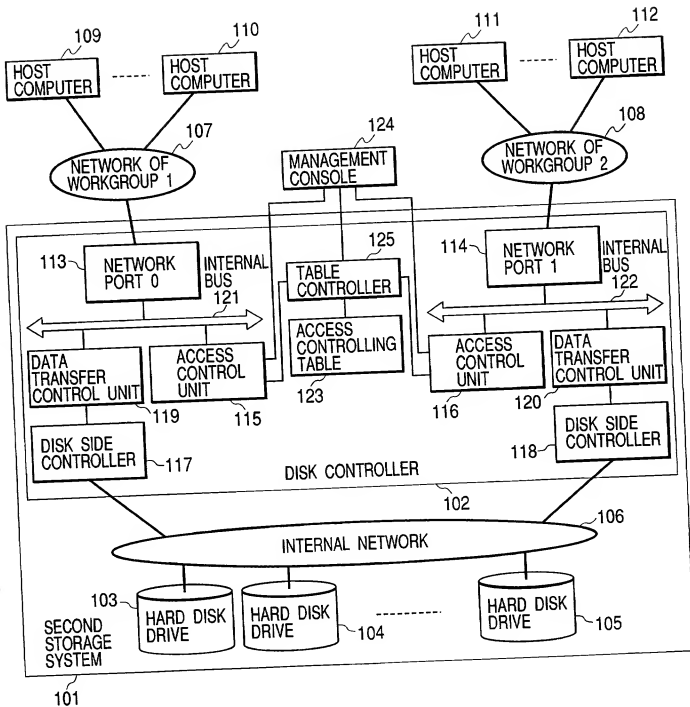 109
HOST
COMPUTER
110
HOST
COMPUTER
111
HOST
COMPUTER
112
HOST
COMPUTER
107
NETWORK OF
WORKGROUP 1
124
MANAGEMENT
CONSOLE
108
NETWORK OF
WORKGROUP 2
113
NETWORK
PORT 0
INTERNAL
BUS
121
125
TABLE
CONTROLLER
114
NETWORK
PORT 1
INTERNAL
BUS
122
DATA
TRANSFER
CONTROL UNIT
119
ACCESS
CONTROL
UNIT
115
ACCESS
CONTROLLING
TABLE
123
ACCESS
CONTROL
UNIT
116
DATA
TRANSFER
CONTROL UNIT
120
DISK SIDE
CONTROLLER
117
DISK SIDE
CONTROLLER
118
DISK CONTROLLER
102
106
INTERNAL NETWORK
103
HARD DISK
DRIVE
HARD DISK
DRIVE
104
HARD DISK
DRIVE
105
SECOND
STORAGE
SYSTEM
101